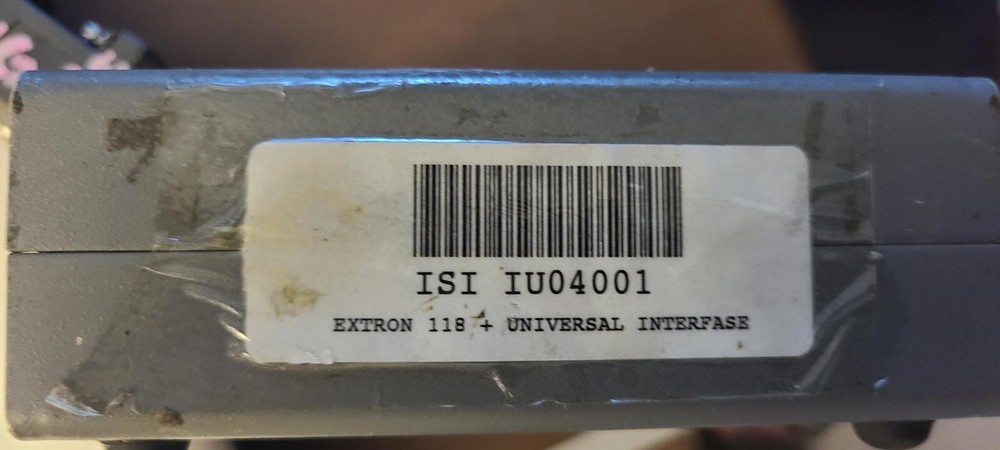 ISI IU04001
EXTRON 118 + UNIVERSAL INTERFASE